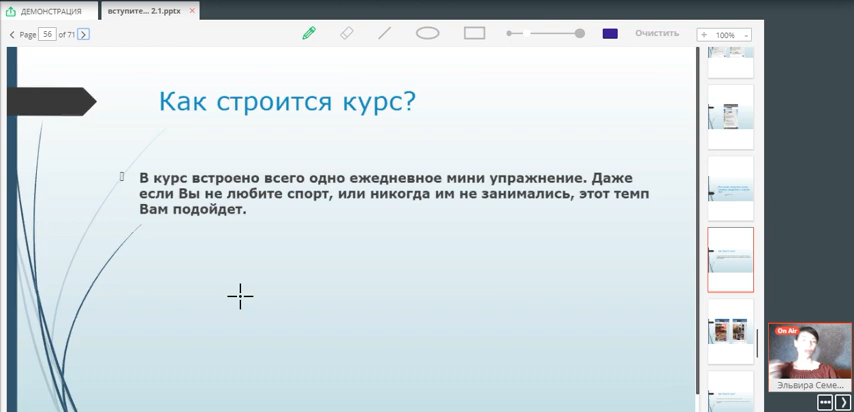 ДЕМОНСТРАЦИЯ
вступите... 2.1.pptx
Page 56 of 71
Очистить
100%
Как строится курс?
В курс встроено всего одно ежедневное мини упражнение. Даже
если Вы не любите спорт, или никогда им не занимались, этот темп
Вам подойдет.
On Air
Эльвира Семе...